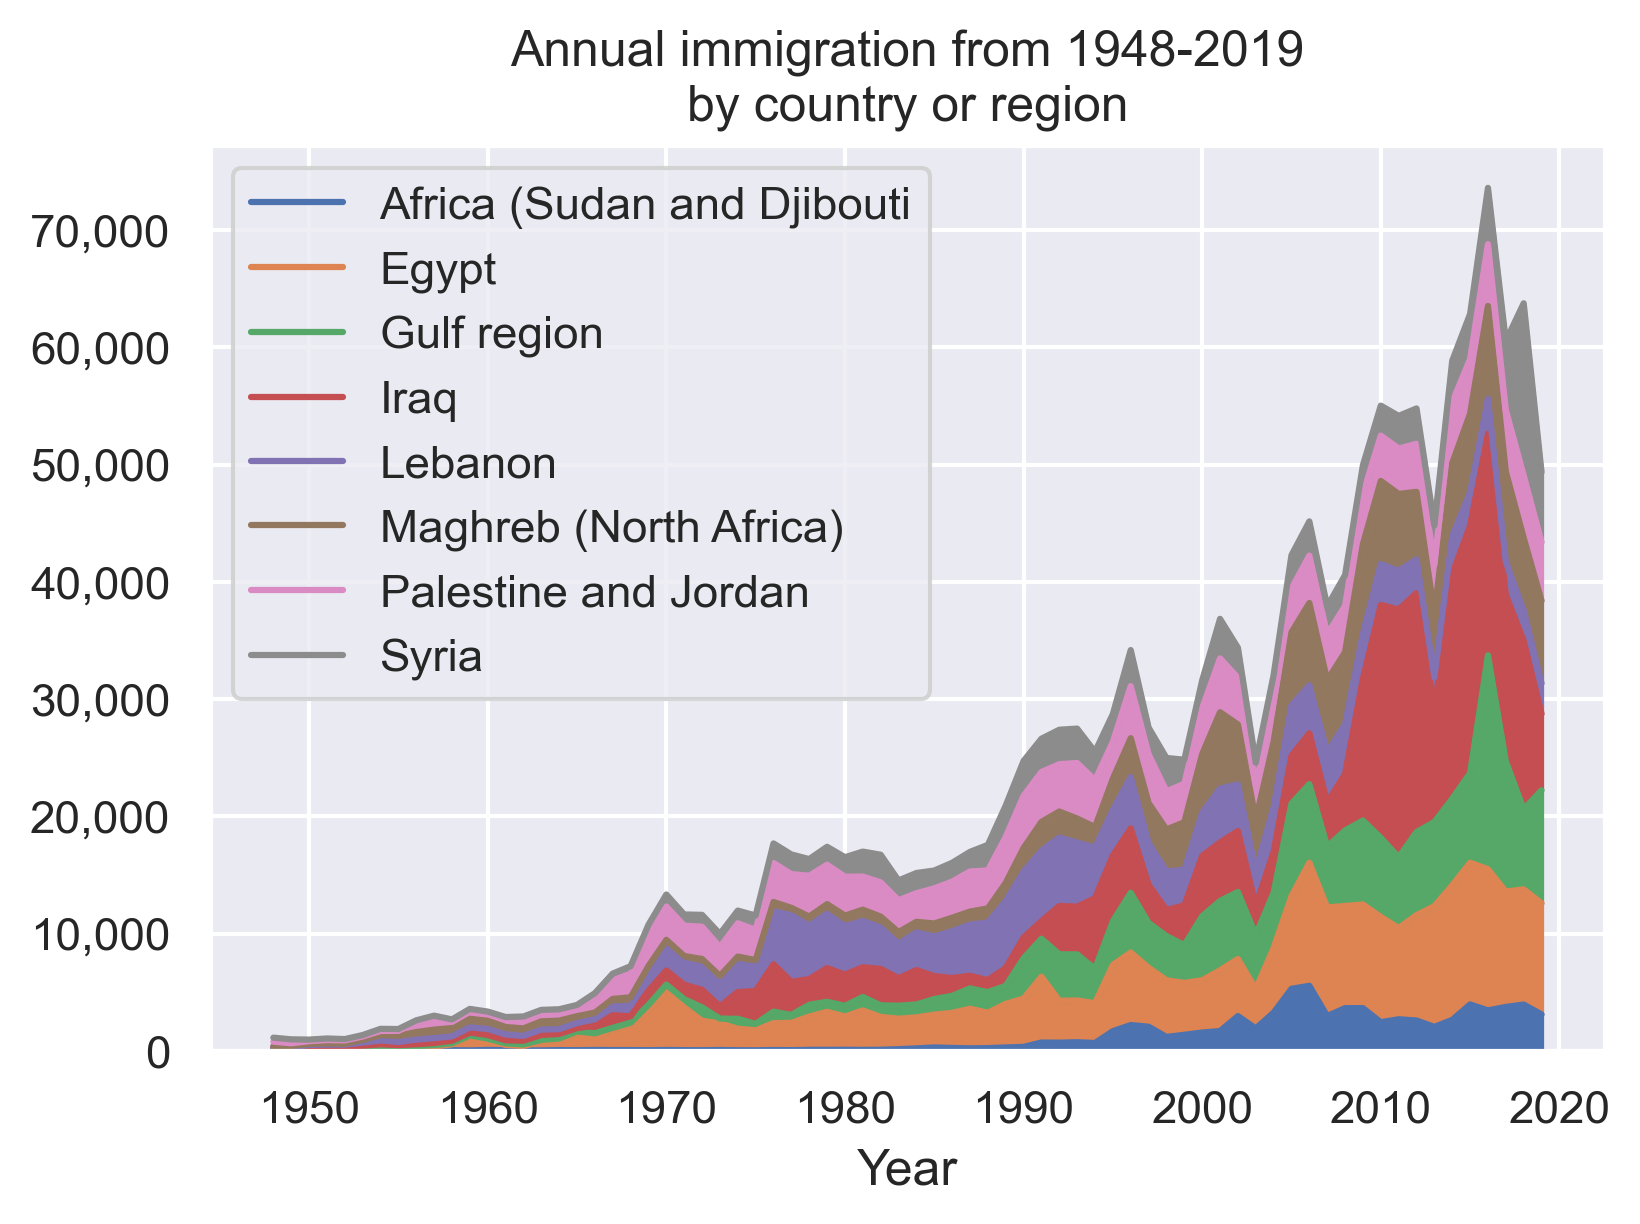 Annual immigration from 1948-2019
by country or region
Africa (Sudan and Djibouti
Egypt
Gulf region
Iraq
Lebanon
Maghreb (North Africa)
Palestine and Jordan
Syria
70,000
60,000
50,000
40,000
30,000
20,000
10,000
0
1950 1960 1970 1980 1990 2000 2010 2020
Year